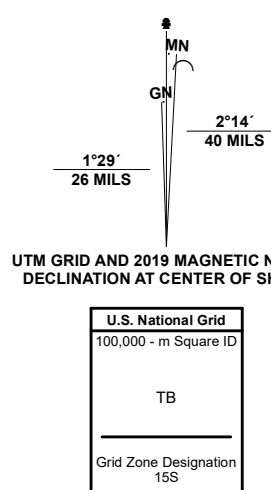 MN
GN
2°14´
40 MILS
1°29´
26 MILS
UTM GRID AND 2019 MAGNETIC N
DECLINATION AT CENTER OF SH
U.S. National Grid
100,000 - m Square ID
TB
Grid Zone Designation
15S